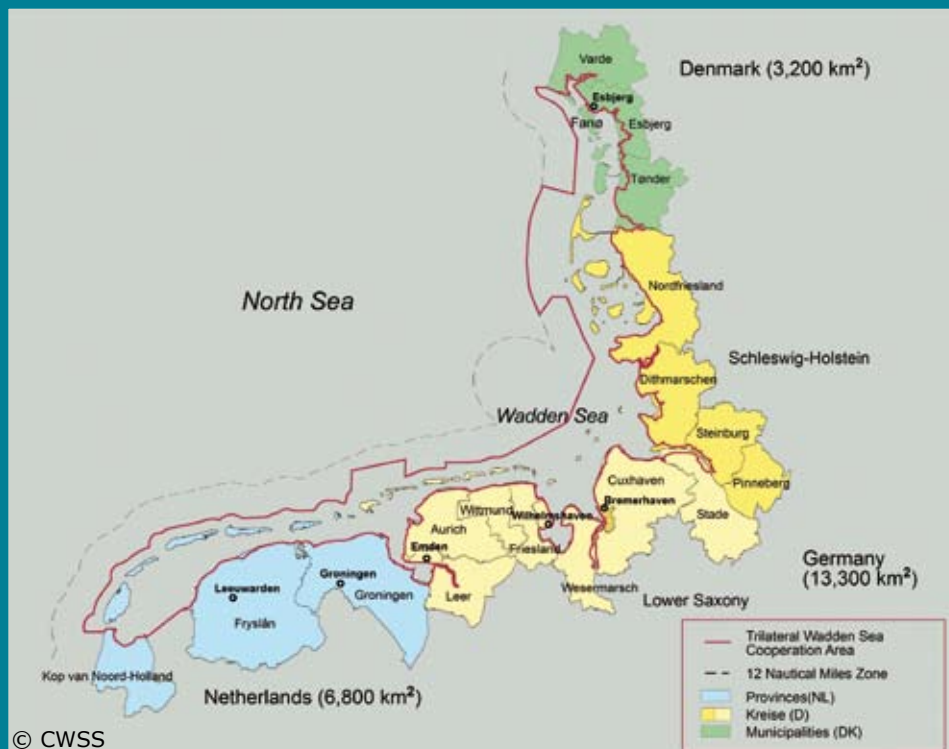 Varde
Denmark (3,200 km²)
Esbjerg
Fanø
Esbjerg
Tønder
North Sea
Nordfriesland
Schleswig-Holstein
Dithmarschen
Wadden Sea
Steinburg
Cuxhaven
Pinneberg
Bremerhaven
Wittmund
Wilhelmshaven
Stade
Aurich
Emden
Friesland
Germany
(13,300 km²)
Groningen
Leeuwarden
Groningen
Leer
Wesermarsch
Lower Saxony
Fryslân
Kop van Noord-Holland
Netherlands (6,800 km²)
Trilateral Wadden Sea
Cooperation Area
12 Nautical Miles Zone
Provinces(NL)
Kreise (D)
Municipalities (DK)
© CWSS